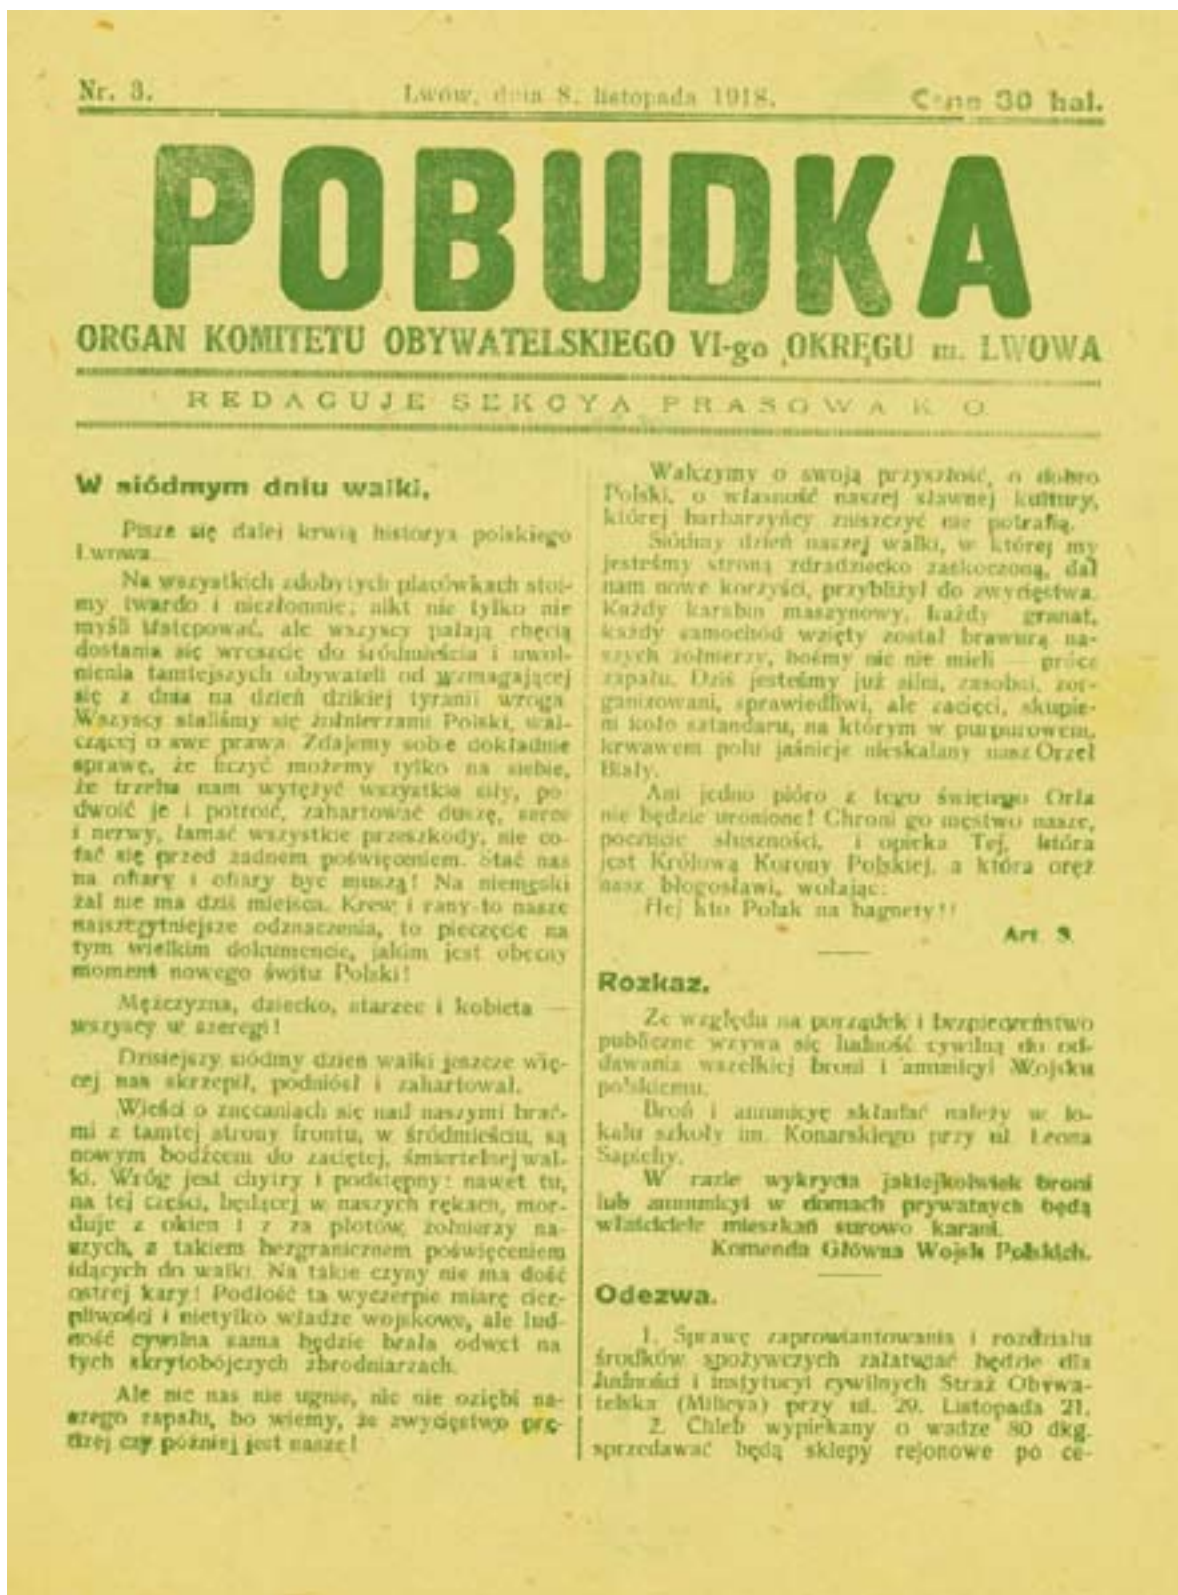 Nr. 3.
Lwów, dnia 8. listopada 1918.
Cena 30 hal.
POBUDKA
ORGAN KOMITETU OBYWATELSKIEGO VI-go OKRĘGU m. LWOWA
REDAGUJE SEKCYA PRASOWA K. O.
W siódmym dniu walki.
Pisze się dalej krwią historya polskiego
Lwowa.
Na wszystkich zdobytych placówkach stoi-
my twardo i niezłomnie, nikt nie tylko nie
myśli ustępować, ale wszyscy pałają chęcią
dostania się wreszcie do śródmieścia i uwol-
nienia tamtejszych obywateli od wzmagającej
się z dnia na dzień dzikiej tyranii wroga.
Wszyscy staliśmy się żołnierzami Polski, wal-
czącej o swe prawa. Zdajemy sobie dokładnie
sprawę, że liczyć możemy tylko na siebie,
że trzeba nam wytężyć wszystkie siły, po-
dwoić je i potroić, zahartować duszę, serce
i nerwy, łamać wszystkie przeszkody, nie co-
fać się przed żadnem poświęceniem. Stać nas
na ofiary i ofiary być muszą! Na niemęski
żal nie ma dziś miejsca. Krew i rany to nasze
najszczytniejsze odznaczenia, to pieczęcie na
tym wielkim dokumencie, jakim jest obecny
moment nowego świtu Polski!
Mężczyzna, dziecko, starzec i kobieta —
wszyscy w szeregi!
Dzisiejszy siódmy dzień walki jeszcze wię-
cej nas skrzepił, podniósł i zahartował.
Wieści o znęcaniach się nad naszymi brać-
mi z tamtej strony frontu, w śródmieściu, są
nowym bodźcem do zaciętej, śmiertelnej wal-
ki. Wróg jest chytry i podstępny: nawet tu,
na tej części, będącej w naszych rękach, mor-
duje z okien i z za płotów, żołnierzy na-
szych, z takiem bezgranicznem poświęceniem
idących do walki. Na takie czyny nie ma dość
ostrej kary! Podłość ta wyczerpie miarę cier-
pliwości i nietylko władze wojskowe, ale lud-
ność cywilna sama będzie brała odwet na
tych skrytobójczych zbrodniarzach.
Ale nic nas nie ugnie, nic nie oziębi na-
szego zapału, bo wiemy, że zwycięstwo prę-
dzej czy później jest nasze!
Walczymy o swoją przyszłość, o dobro
Polski, o własność naszej sławnej kultury,
której barbarzyńcy zniszczyć nie potrafią.
Siódmy dzień naszej walki, w której my
jesteśmy stroną zdradziecko zaskoczoną, dał
nam nowe korzyści, przybliżył do zwycięstwa.
Każdy karabin maszynowy, każdy granat,
każdy samochód wzięty został brawurą na-
szych żołnierzy, bośmy nic nie mieli — prócz
zapału. Dziś jesteśmy już silni, zasobni, zor-
ganizowani, sprawiedliwi, ale zacięci, skupie-
ni koło sztandaru, na którym w purpurowem,
krwawem polu jaśnieje nieskalany nasz Orzeł
Biały.
Ani jedno pióro z tego świętego Orła
nie będzie uronione! Chroni go męstwo nasze,
poczucie słuszności, i opieka Tej, która
jest Królową Korony Polskiej, a która oręż
nasz błogosławi, wołając:
Hej kto Polak na bagnety!!
Art. S.
Rozkaz.
Ze względu na porządek i bezpieczeństwo
publiczne wzywa się ludność cywilną do od-
dawania wszelkiej broni i amunicyi Wojsku
polskiemu.
Broń i amunicyę składać należy w lo-
kalu szkoły im. Konarskiego przy ul. Leona
Sapiehy.
W razie wykrycia jakiejkolwiek broni
lub amunicyi w domach prywatnych będą
właściciele mieszkań surowo karani.
Komenda Główna Wojsk Polskich.
Odezwa.
1. Sprawę zaprowiantowania i rozdziału
środków spożywczych załatwiać będzie dla
ludności i instytucyi cywilnych Straż Obywa-
telska (Milicya) przy ul. 29. Listopada 21.
2. Chleb wypiekany o wadze 80 dkg.
sprzedawać będą sklepy rejonowe po ce-